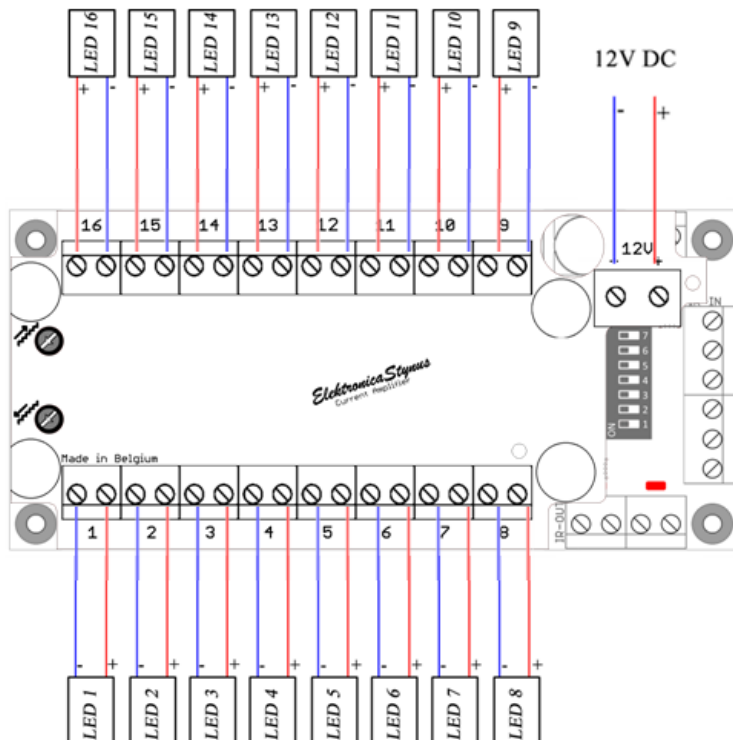 LED 16 LED 15 LED 14 LED 13 LED 12 LED 11 LED 10 LED 9
12V DC
+ - + - + - + - + - + - + - + -
- +
16 15 14 13 12 11 10 9
12V
- +
IN
7
6
5
4
3
2
1
ON
ElektronicaStynus
Current Amplifier
Made in Belgium
1 2 3 4 5 6 7 8
IR-OUT
- + - + - + - + - + - + - + - +
LED 1 LED 2 LED 3 LED 4 LED 5 LED 6 LED 7 LED 8